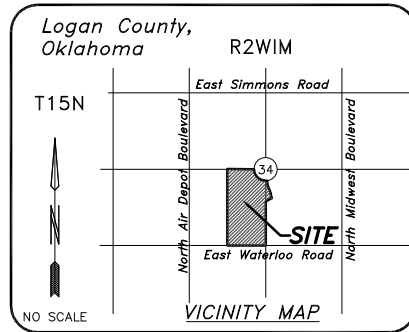 Logan County,
Oklahoma
R2WIM
East Simmons Road
T15N
North Air Depot Boulevard
North Midwest Boulevard
34
N
SITE
East Waterloo Road
NO SCALE
VICINITY MAP